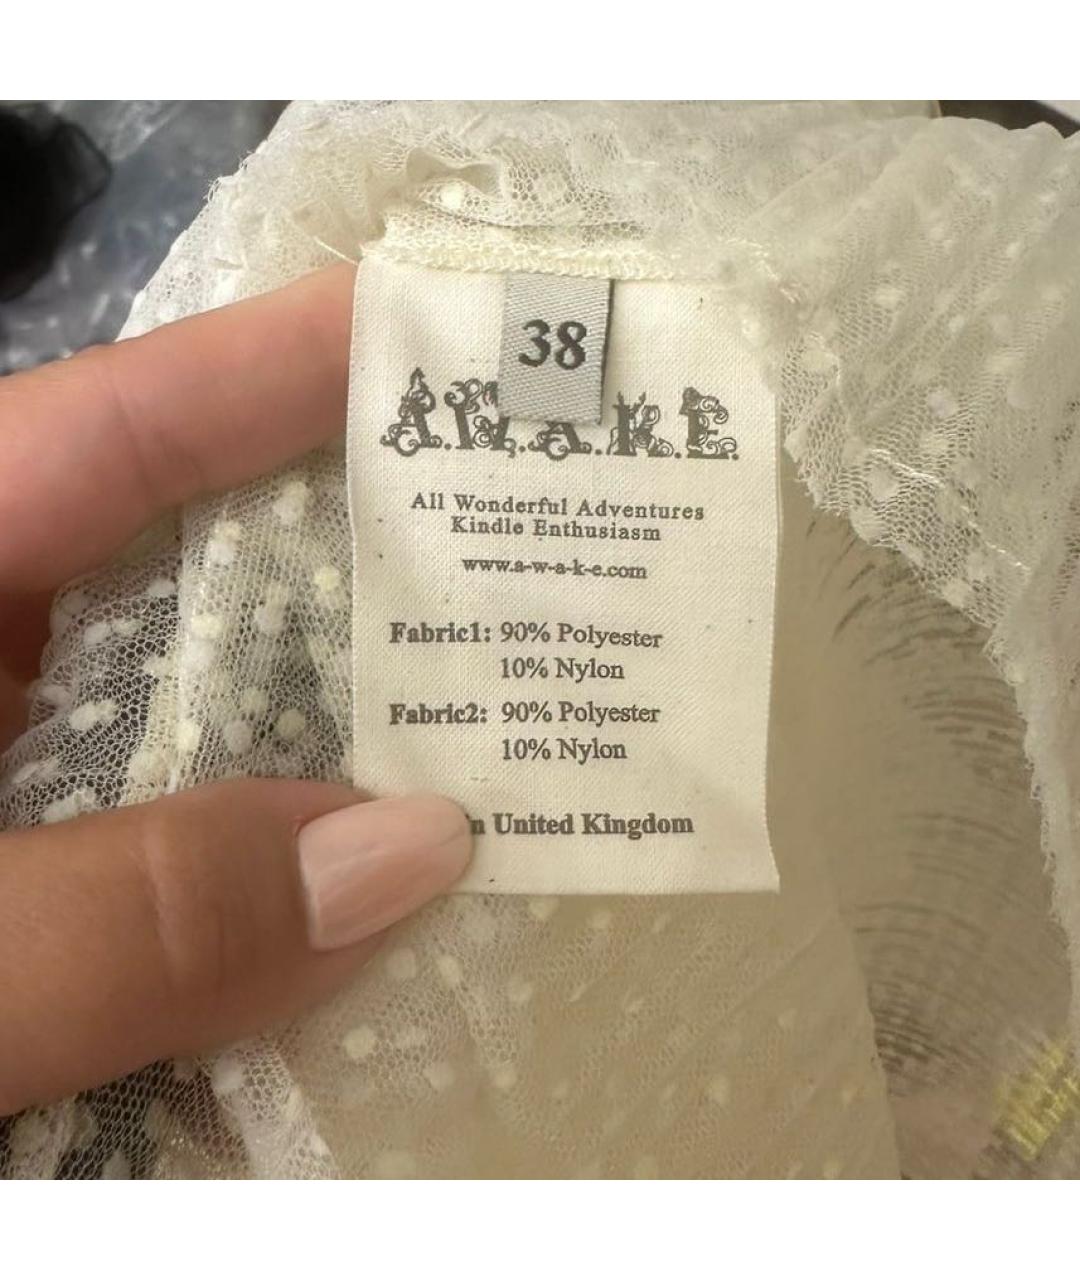 38
A.W.A.K.E.
All Wonderful Adventures
Kindle Enthusiasm
www.a-w-a-k-e.com
Fabric1: 90% Polyester
10% Nylon
Fabric2: 90% Polyester
10% Nylon
n United Kingdom